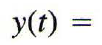 y(t) =